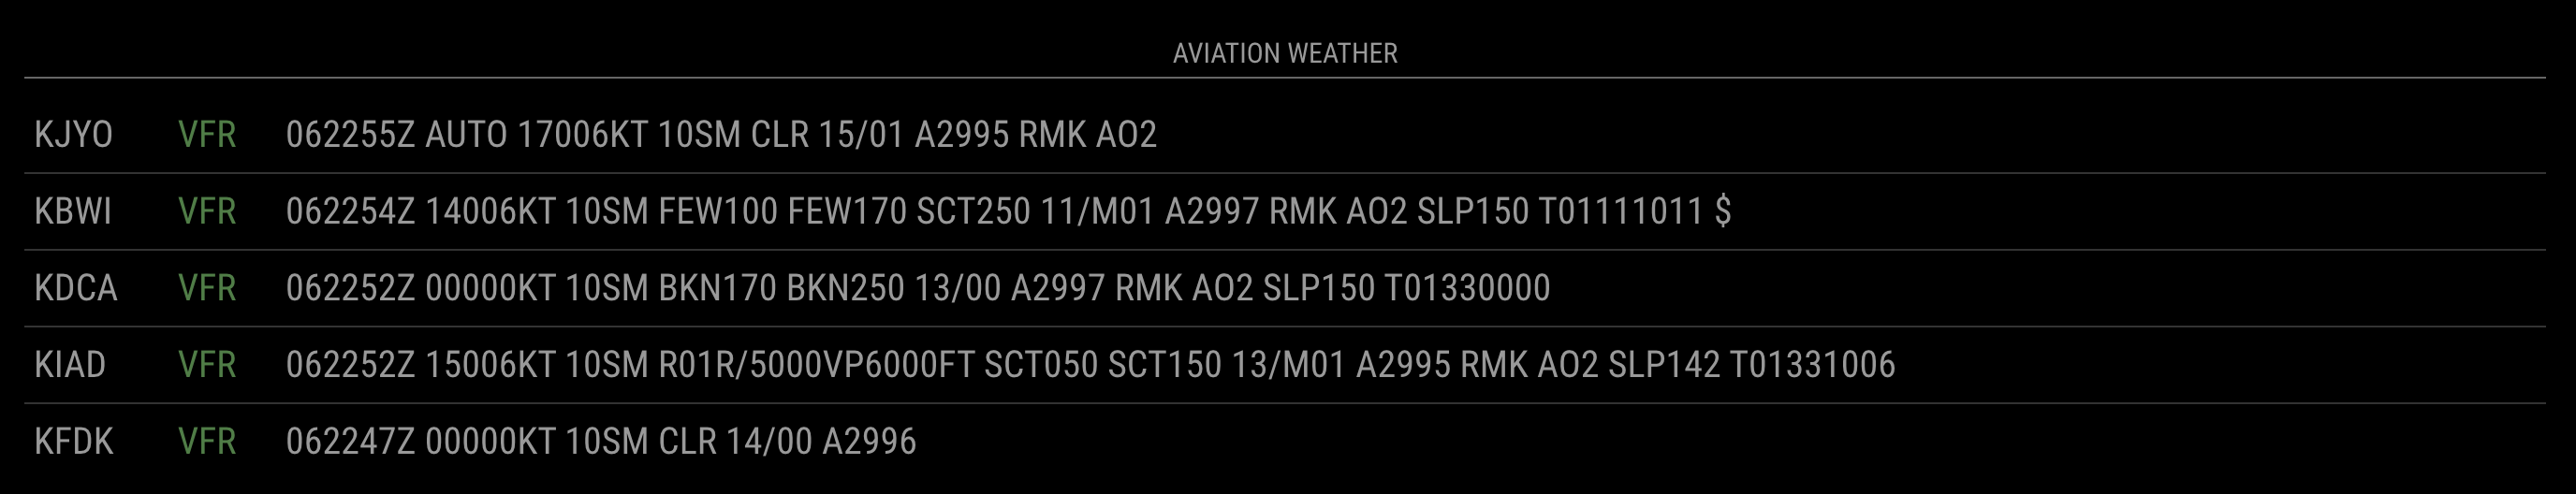 AVIATION WEATHER
KJYO VFR 062255Z AUTO 17006KT 10SM CLR 15/01 A2995 RMK AO2
KBWI VFR 062254Z 14006KT 10SM FEW100 FEW170 SCT250 11/M01 A2997 RMK AO2 SLP150 T01111011 $
KDCA VFR 062252Z 00000KT 10SM BKN170 BKN250 13/00 A2997 RMK AO2 SLP150 T01330000
KIAD VFR 062252Z 15006KT 10SM R01R/5000VP6000FT SCT050 SCT150 13/M01 A2995 RMK AO2 SLP142 T01331006
KFDK VFR 062247Z 00000KT 10SM CLR 14/00 A2996